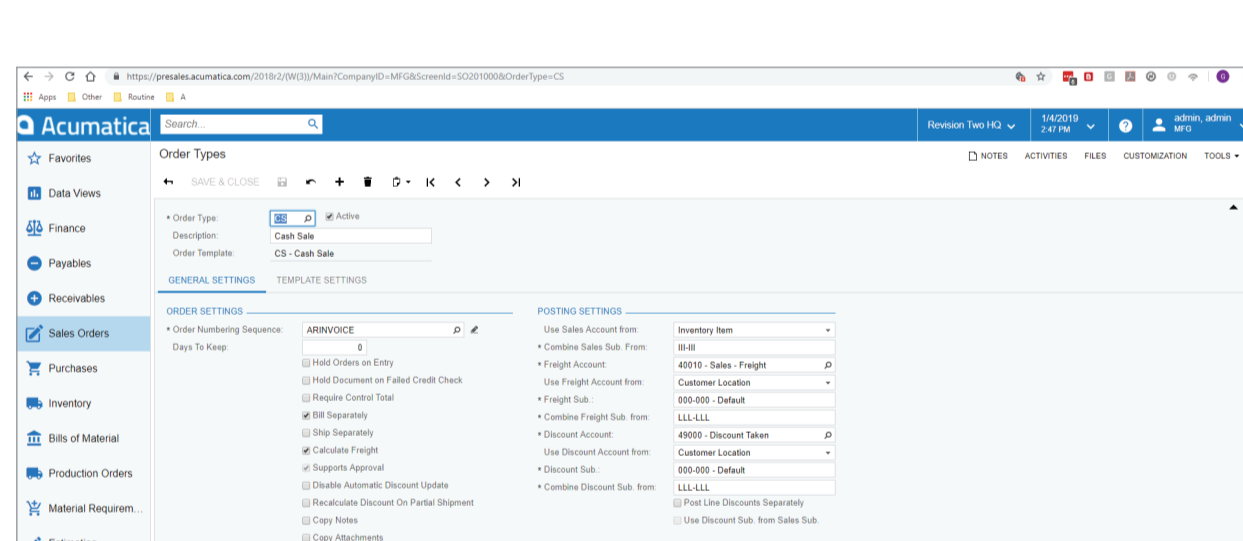 https://presales.acumatica.com/2018r2/(W(3))/Main?CompanyID=MFG&ScreenId=SO201000&OrderType=CS
Apps Other Routine A
Acumatica Search... Revision Two HQ 1/4/2019 2:47 PM ? admin, admin MFG
Favorites
Data Views
Finance
Payables
Receivables
Sales Orders
Purchases
Inventory
Bills of Material
Production Orders
Material Requirem...
Order Types NOTES ACTIVITIES FILES CUSTOMIZATION TOOLS
SAVE & CLOSE
* Order Type: CS Active
Description: Cash Sale
Order Template: CS - Cash Sale
GENERAL SETTINGS TEMPLATE SETTINGS
ORDER SETTINGS
* Order Numbering Sequence: ARINVOICE
Days To Keep: 0
Hold Orders on Entry
Hold Document on Failed Credit Check
Require Control Total
Bill Separately
Ship Separately
Calculate Freight
Supports Approval
Disable Automatic Discount Update
Recalculate Discount On Partial Shipment
Copy Notes
Copy Attachments
POSTING SETTINGS
Use Sales Account from: Inventory Item
* Combine Sales Sub. From: III-III
* Freight Account: 40010 - Sales - Freight
Use Freight Account from: Customer Location
* Freight Sub.: 000-000 - Default
* Combine Freight Sub. from: LLL-LLL
* Discount Account: 49000 - Discount Taken
Use Discount Account from: Customer Location
* Discount Sub.: 000-000 - Default
* Combine Discount Sub. from: LLL-LLL
Post Line Discounts Separately
Use Discount Sub. from Sales Sub.